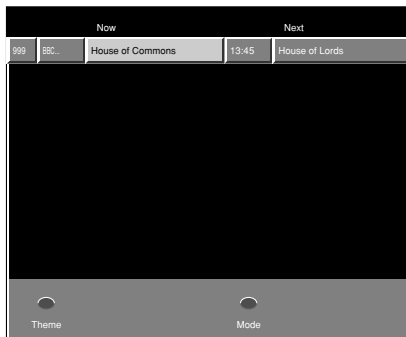 Now Next
999 BBC... House of Commons 13:45 House of Lords
Theme Mode